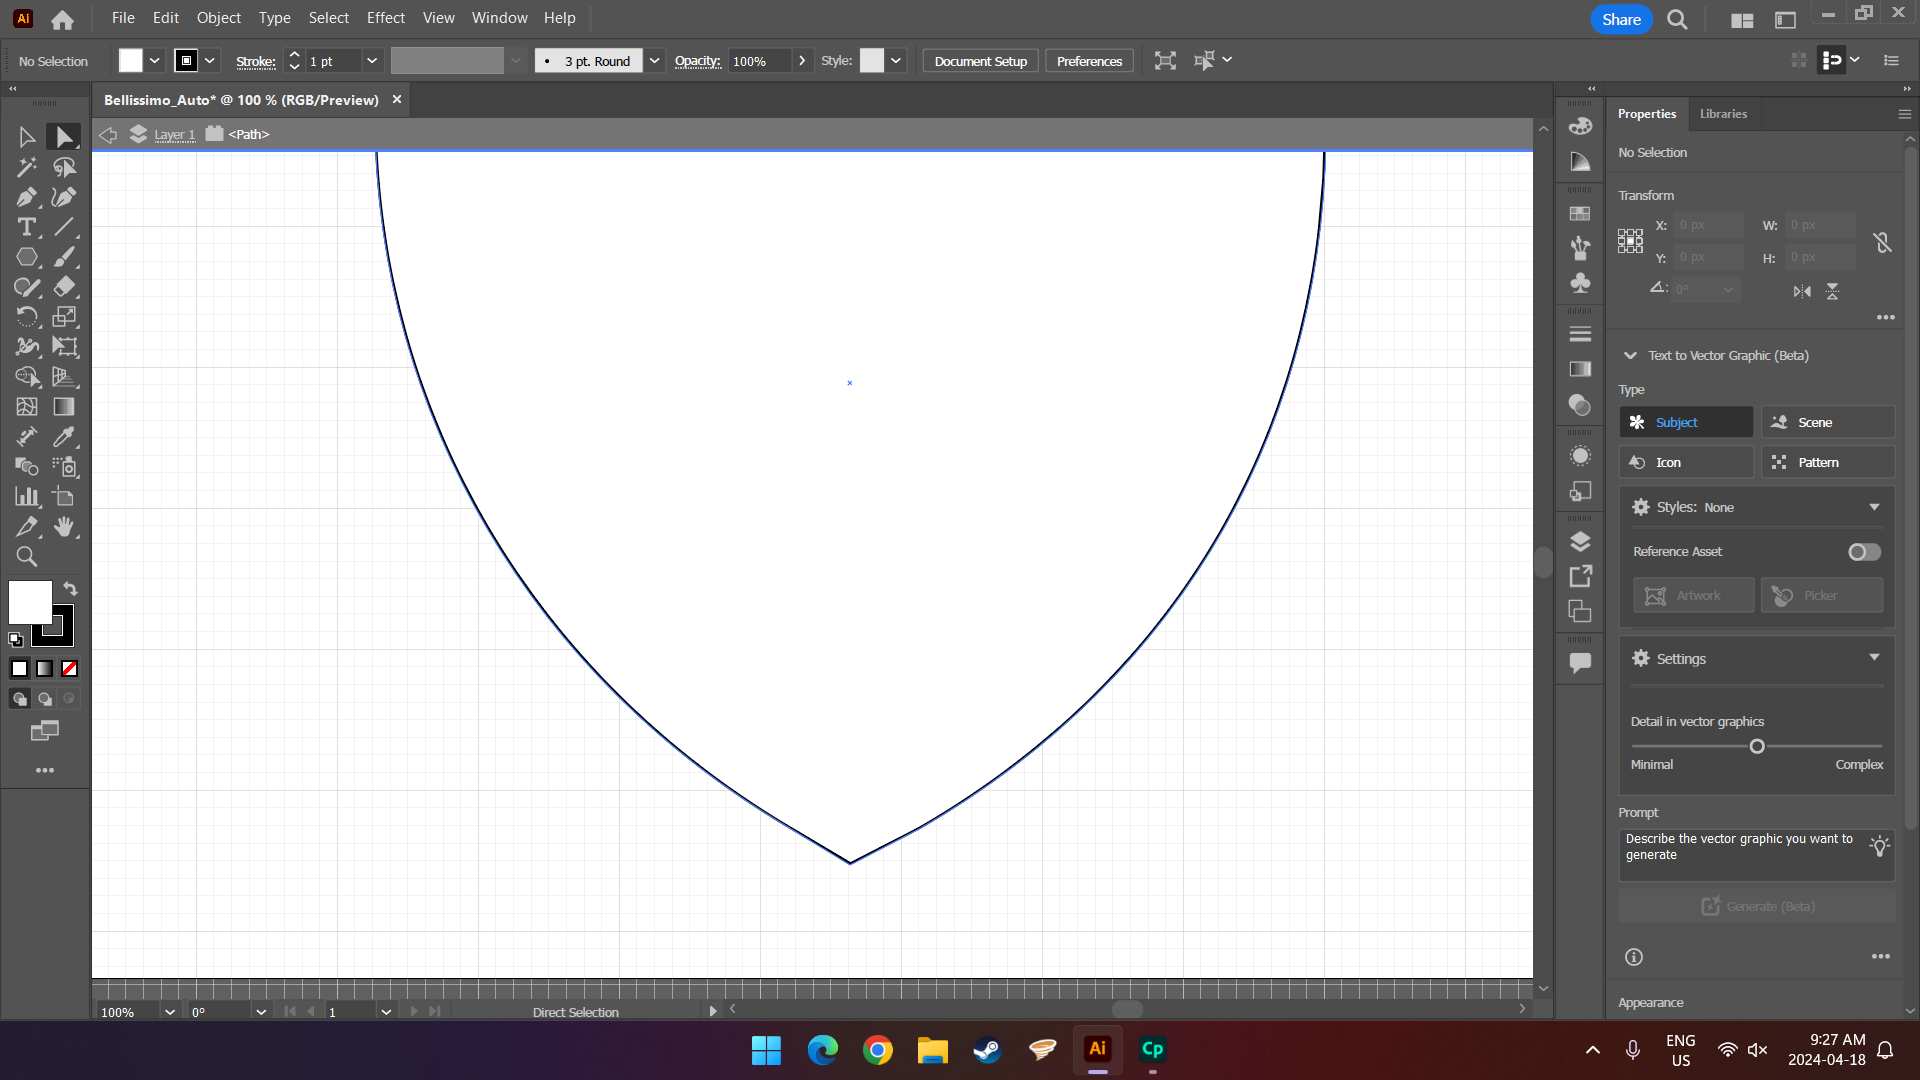 Ai File Edit Object Type Select Effect View Window Help Share
No Selection Stroke: 1 pt 3 pt. Round Opacity: 100% Style: Document Setup Preferences
Bellissimo_Auto* @ 100 % (RGB/Preview)
Layer 1 <Path>
Properties Libraries
No Selection
Transform
X: 0 px W: 0 px
Y: 0 px H: 0 px
0°
Text to Vector Graphic (Beta)
Type
Subject Scene
Icon Pattern
Styles: None
Reference Asset
Artwork Picker
Settings
Detail in vector graphics
Minimal Complex
Prompt
Describe the vector graphic you want to
generate
Generate (Beta)
Appearance
100% 0° 1 Direct Selection
Ai Cp
ENG
US
9:27 AM
2024-04-18